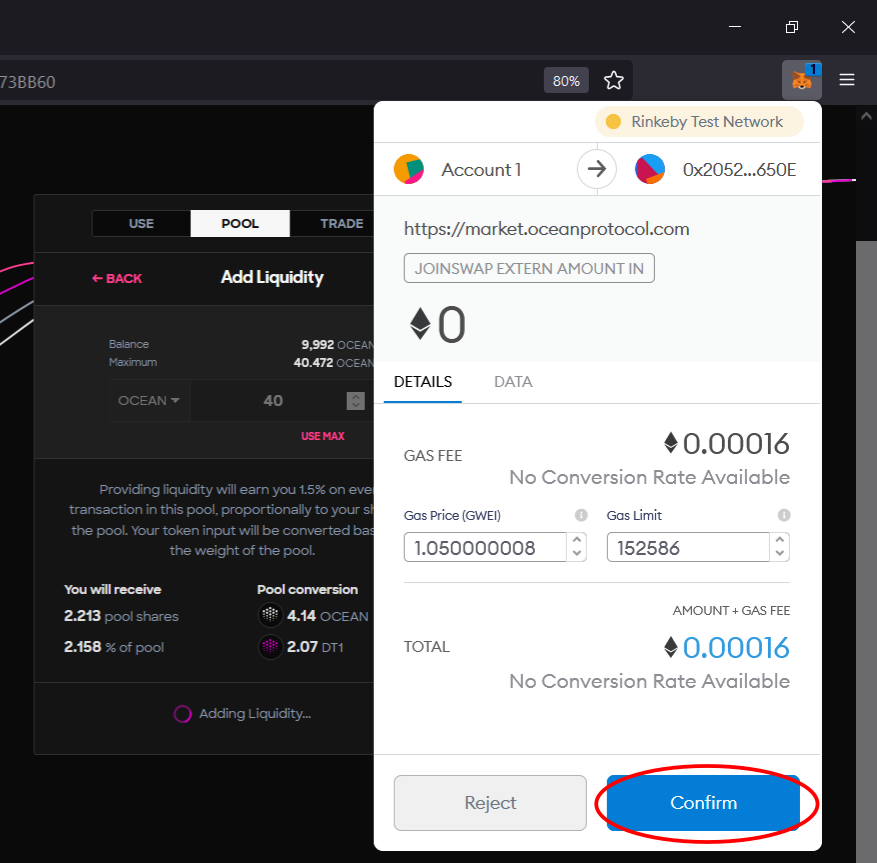 73BB60
80%
1
Rinkeby Test Network
Account 1
0x2052...650E
USE
POOL
TRADE
https://market.oceanprotocol.com
← BACK
Add Liquidity
JOINSWAP EXTERN AMOUNT IN
0
Balance
9,992 OCEAN
Maximum
40.472 OCEAN
OCEAN
40
USE MAX
DETAILS
DATA
GAS FEE
0.00016
No Conversion Rate Available
Gas Price (GWEI)
Gas Limit
1.050000008
152586
AMOUNT + GAS FEE
TOTAL
0.00016
No Conversion Rate Available
Providing liquidity will earn you 1.5% on
transaction in this pool, proportionally to your
the pool. Your token input will be converted
the weight of the pool.
You will receive
Pool conversion
2.213 pool shares
4.14 OCEAN
2.158 % of pool
2.07 DT1
Adding Liquidity...
Reject
Confirm